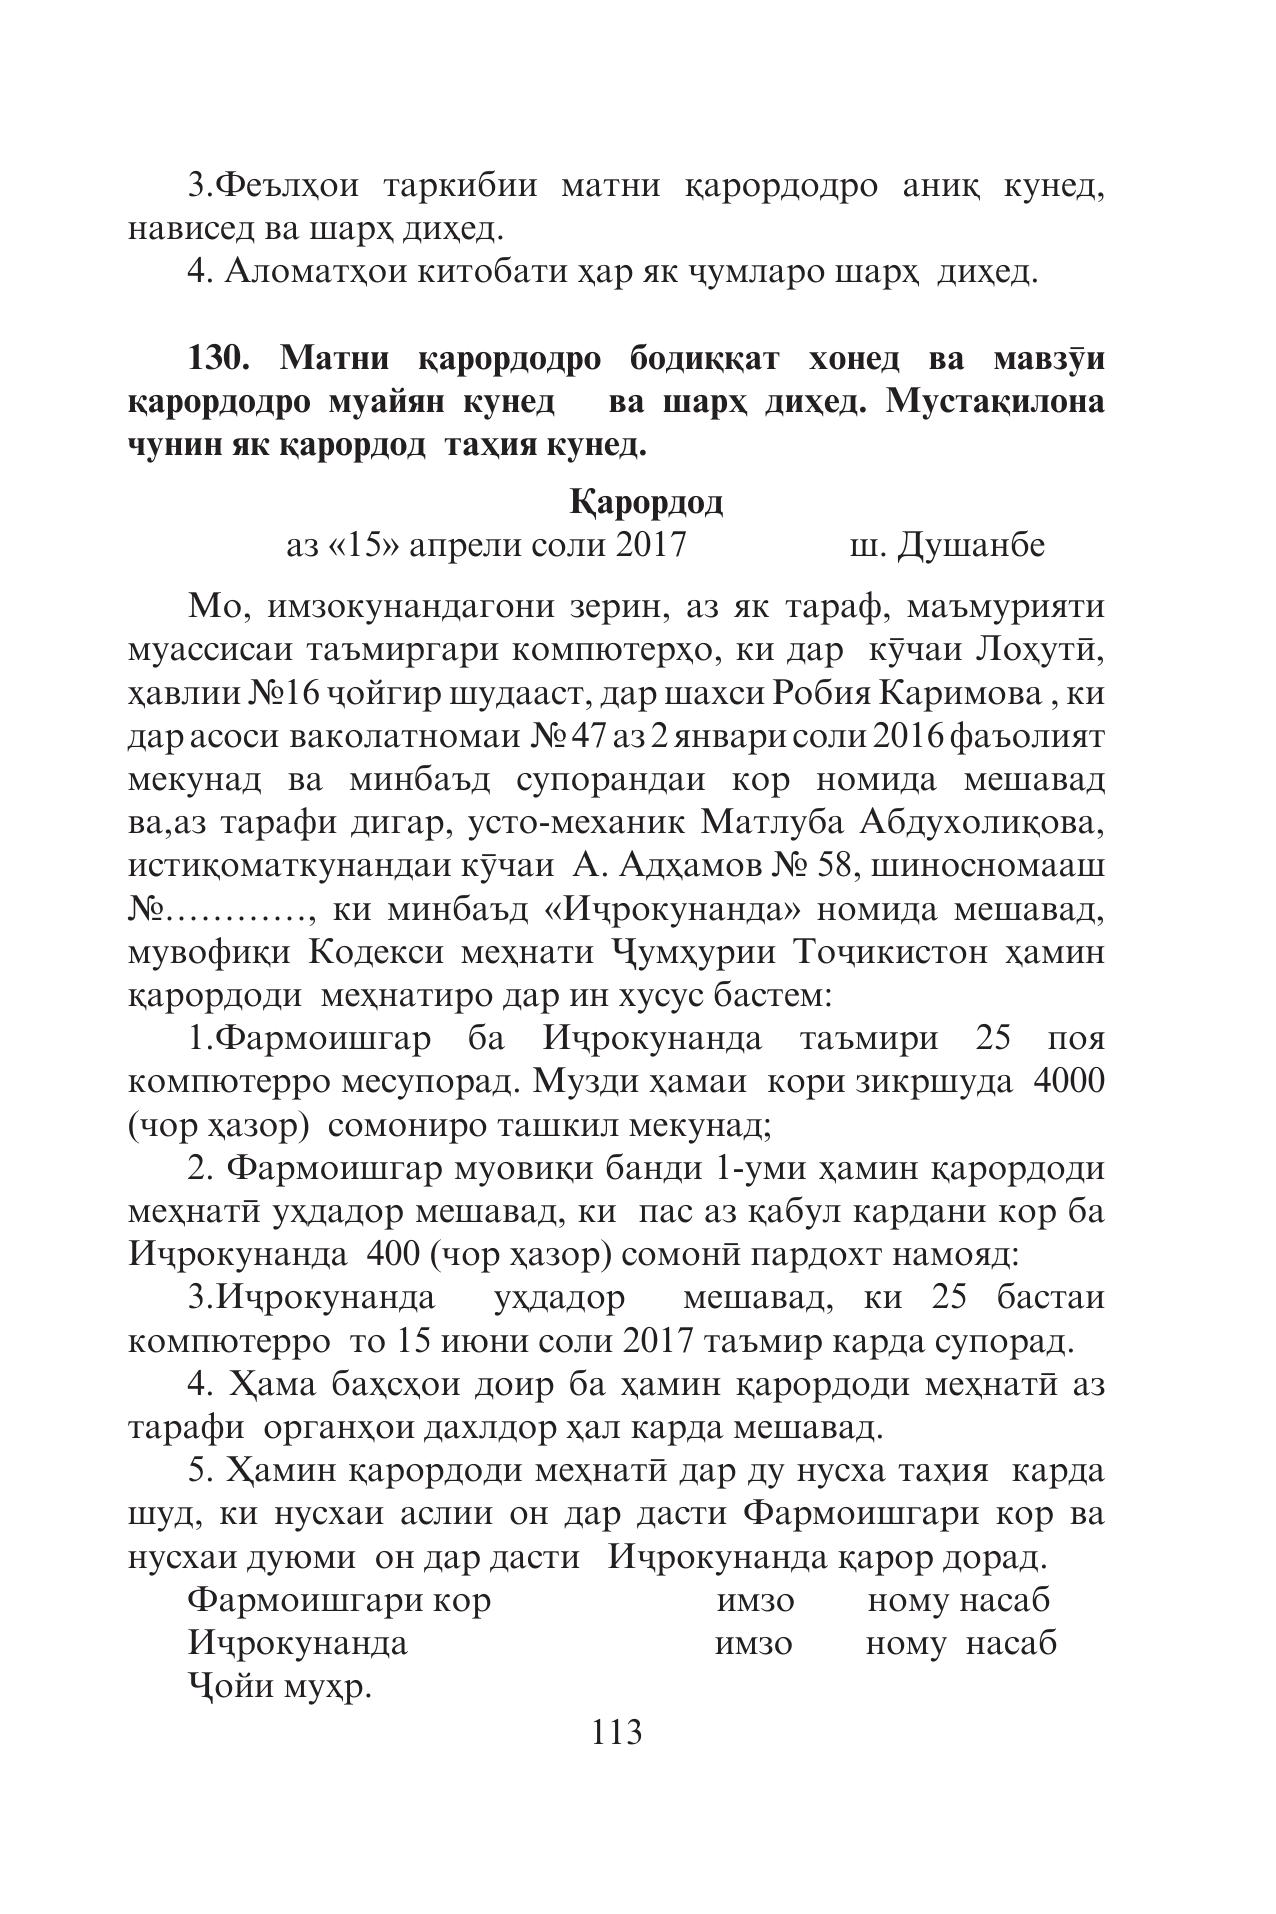 3.Феълҳои таркибии матни қарордодро аниқ кунед,
нависед ва шарҳ диҳед.
4. Аломатҳои китобати ҳар як ҷумларо шарҳ диҳед.
130. Матни қарордодро бодиққат хонед ва мавзӯи
қарордодро муайян кунед ва шарҳ диҳед. Мустақилона
чунин як қарордод таҳия кунед.
Қарордод
аз «15» апрели соли 2017 ш. Душанбе
Мо, имзокунандагони зерин, аз як тараф, маъмурияти
муассисаи таъмиргари компютерҳо, ки дар кӯчаи Лоҳутӣ,
ҳавлии №16 ҷойгир шудааст, дар шахси Робия Каримова , ки
дар асоси ваколатномаи № 47 аз 2 январи соли 2016 фаъолият
мекунад ва минбаъд супорандаи кор номида мешавад
ва,аз тарафи дигар, усто-механик Матлуба Абдухолиқова,
истиқоматкунандаи кӯчаи А. Адҳамов № 58, шиносномааш
№…………, ки минбаъд «Иҷрокунанда» номида мешавад,
мувофиқи Кодекси меҳнати Ҷумҳурии Тоҷикистон ҳамин
қарордоди меҳнатиро дар ин хусус бастем:
1.Фармоишгар ба Иҷрокунанда таъмири 25 поя
компютерро месупорад. Музди ҳамаи кори зикршуда 4000
(чор ҳазор) сомониро ташкил мекунад;
2. Фармоишгар муовиқи банди 1-уми ҳамин қарордоди
меҳнатӣ уҳдадор мешавад, ки пас аз қабул кардани кор ба
Иҷрокунанда 400 (чор ҳазор) сомонӣ пардохт намояд:
3.Иҷрокунанда уҳдадор мешавад, ки 25 бастаи
компютерро то 15 июни соли 2017 таъмир карда супорад.
4. Ҳама баҳсҳои доир ба ҳамин қарордоди меҳнатӣ аз
тарафи органҳои дахлдор ҳал карда мешавад.
5. Ҳамин қарордоди меҳнатӣ дар ду нусха таҳия карда
шуд, ки нусхаи аслии он дар дасти Фармоишгари кор ва
нусхаи дуюми он дар дасти Иҷрокунанда қарор дорад.
Фармоишгари кор имзо ному насаб
Иҷрокунанда имзо ному насаб
Ҷойи муҳр.
113